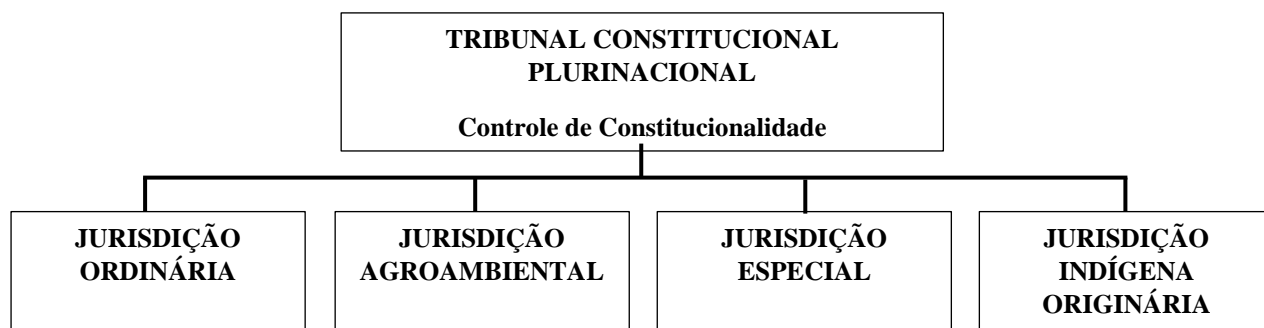 TRIBUNAL CONSTITUCIONAL
PLURINACIONAL
Controle de Constitucionalidade
JURISDIÇÃO
ORDINÁRIA
JURISDIÇÃO
AGROAMBIENTAL
JURISDIÇÃO
ESPECIAL
JURISDIÇÃO
INDÍGENA
ORIGINÁRIA